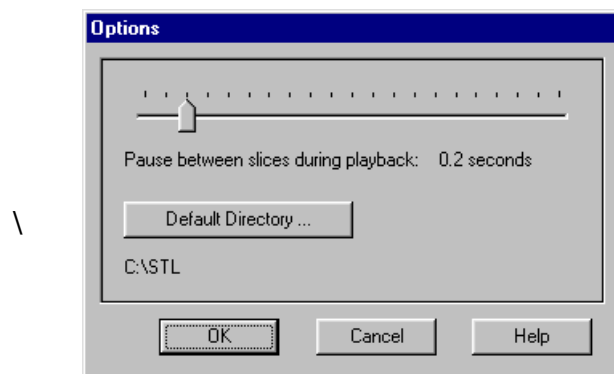 Options
Pause between slices during playback: 0.2 seconds
Default Directory ...
\
C:\STL
OK Cancel Help